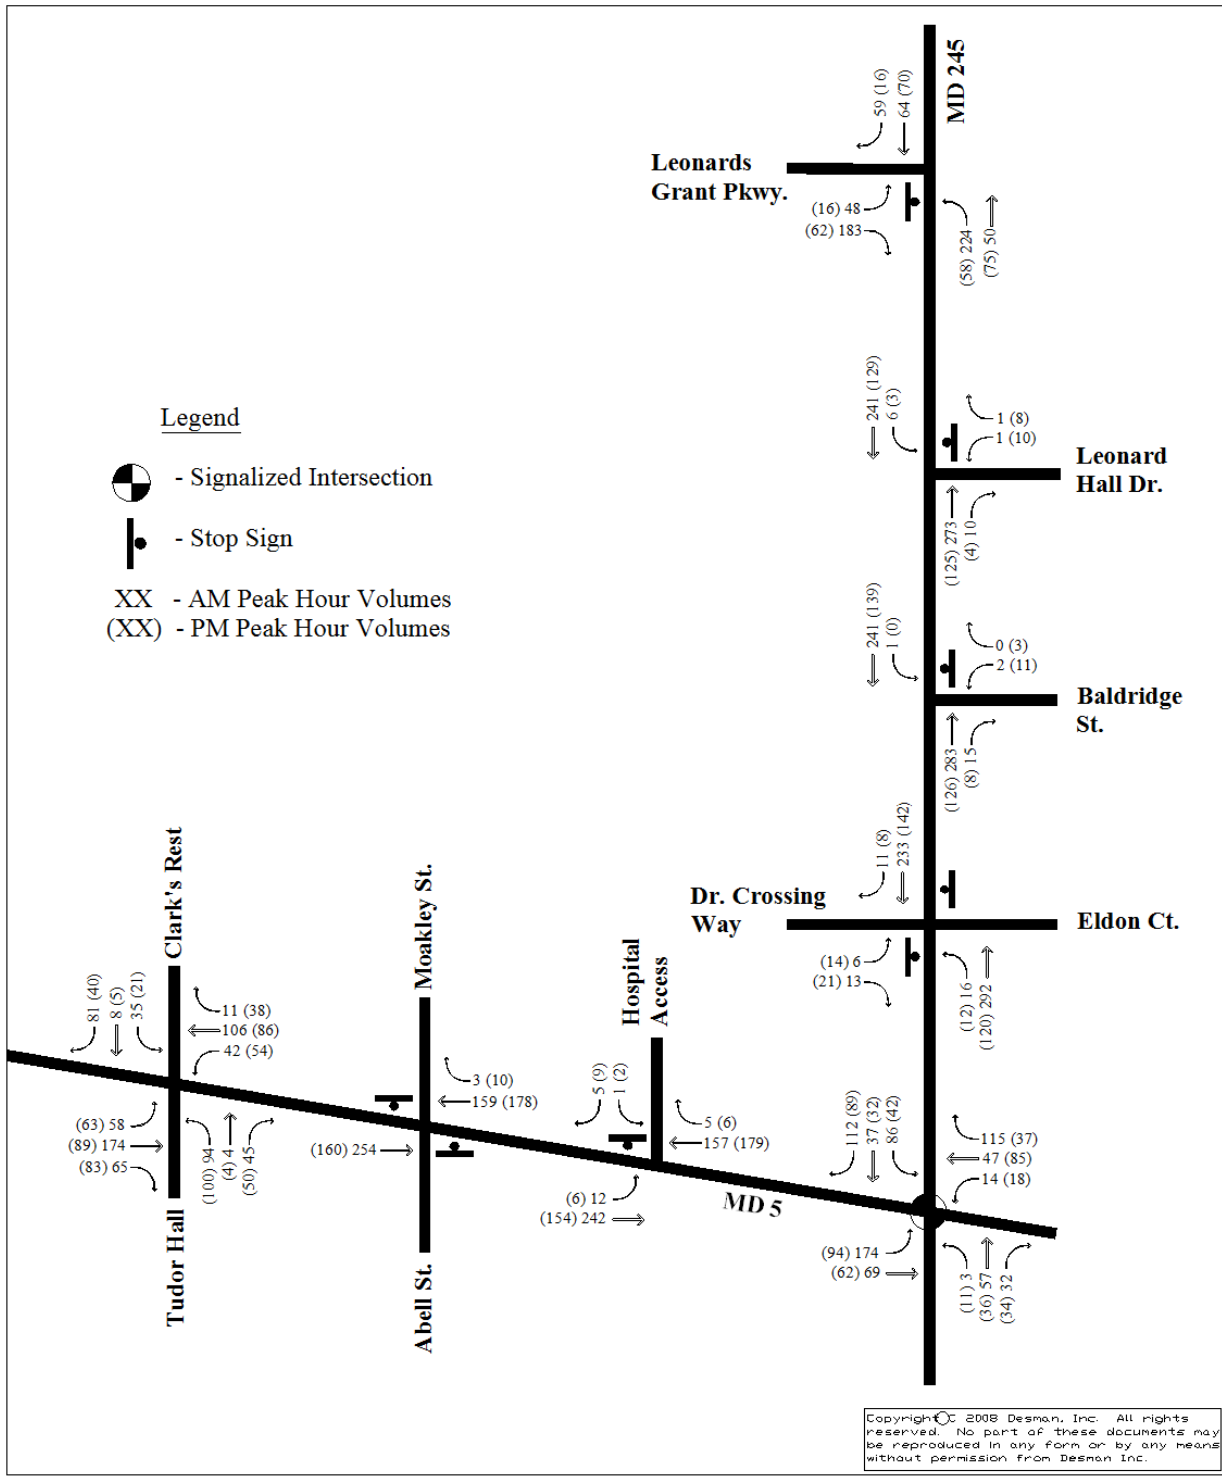 MD 245
59 (16)
64 (70)
Leonards
Grant Pkwy.
(16) 48
(62) 183
(58) 224
(75) 50
241 (129)
6 (3)
1 (8)
1 (10)
Leonard
Hall Dr.
(125) 273
(4) 10
Legend
- Signalized Intersection
- Stop Sign
XX - AM Peak Hour Volumes
(XX) - PM Peak Hour Volumes
241 (139)
1 (0)
0 (3)
2 (11)
Baldridge
St.
(126) 283
(8) 15
11 (8)
233 (142)
Dr. Crossing
Way
Eldon Ct.
(14) 6
(21) 13
(12) 16
(120) 292
Clark's Rest
81 (40)
8 (5)
35 (21)
11 (38)
106 (86)
42 (54)
(63) 58
(89) 174
(83) 65
(100) 94
(4) 4
(50) 45
Tudor Hall
Moakley St.
3 (10)
159 (178)
(160) 254
Abell St.
Hospital
Access
5 (9)
1 (2)
5 (6)
157 (179)
(6) 12
(154) 242
MD 5
112 (89)
37 (32)
86 (42)
115 (37)
47 (85)
14 (18)
(94) 174
(62) 69
(11) 3
(36) 57
(34) 32
Copyright C 2008 Desman, Inc. All rights
reserved. No part of these documents may
be reproduced in any form or by any means
without permission from Desman Inc.